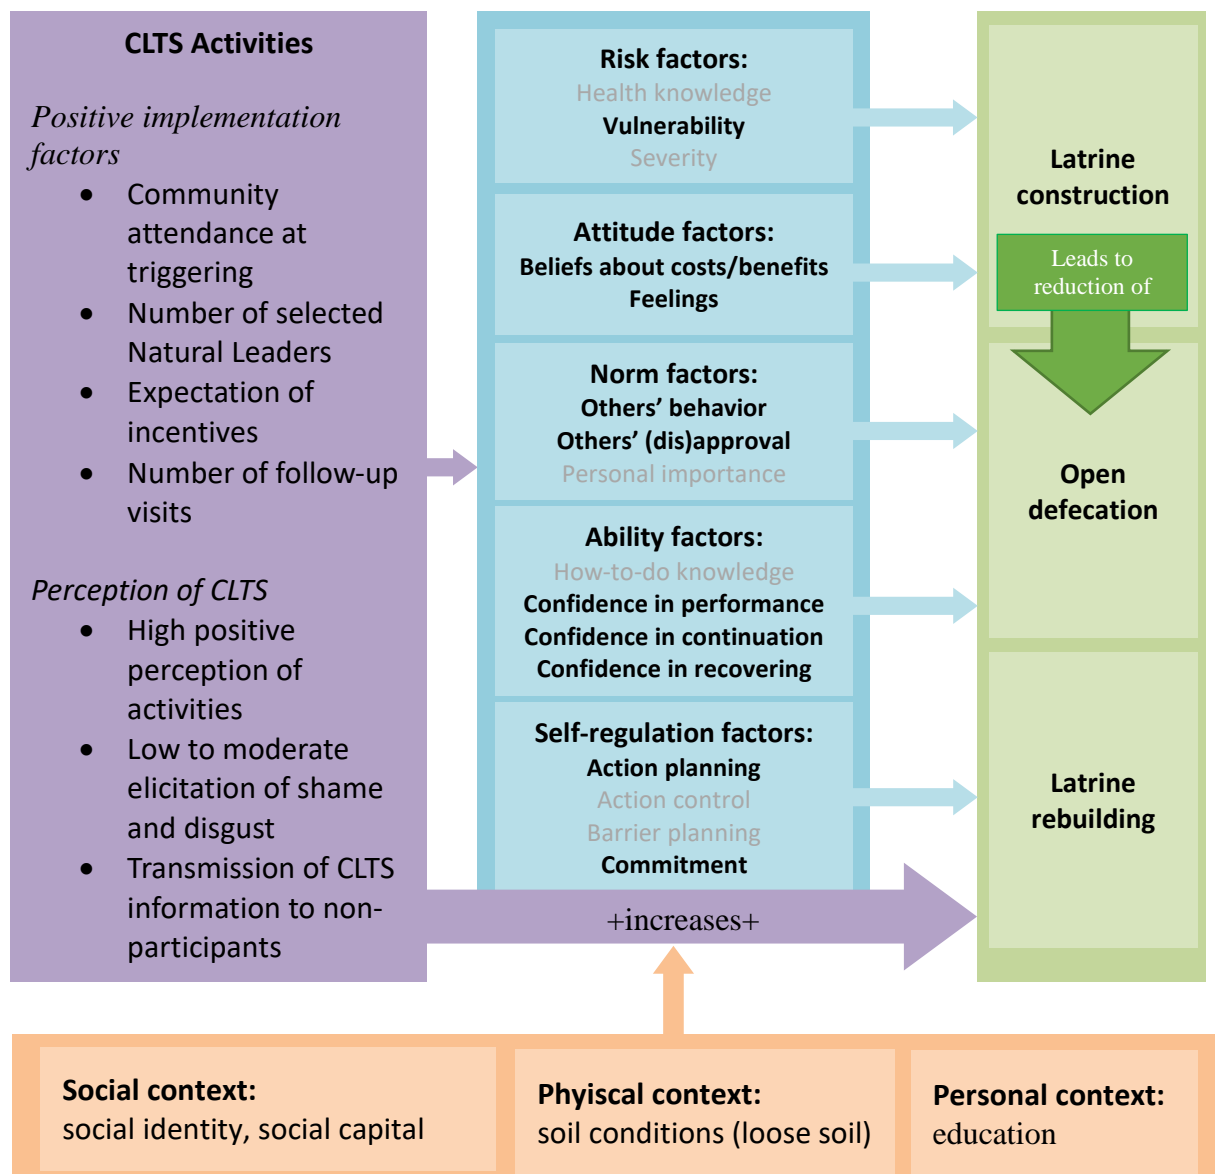 CLTS Activities
Positive implementation
factors
• Community
attendance at
triggering
• Number of selected
Natural Leaders
• Expectation of
incentives
• Number of follow-up
visits
Perception of CLTS
• High positive
perception of
activities
• Low to moderate
elicitation of shame
and disgust
• Transmission of CLTS
information to non-
participants
Risk factors:
Health knowledge
Vulnerability
Severity
Attitude factors:
Beliefs about costs/benefits
Feelings
Norm factors:
Others’ behavior
Others’ (dis)approval
Personal importance
Ability factors:
How-to-do knowledge
Confidence in performance
Confidence in continuation
Confidence in recovering
Self-regulation factors:
Action planning
Action control
Barrier planning
Commitment
+increases+
Latrine
construction
Leads to
reduction of
Open
defecation
Latrine
rebuilding
Social context:
social identity, social capital
Phyiscal context:
soil conditions (loose soil)
Personal context:
education